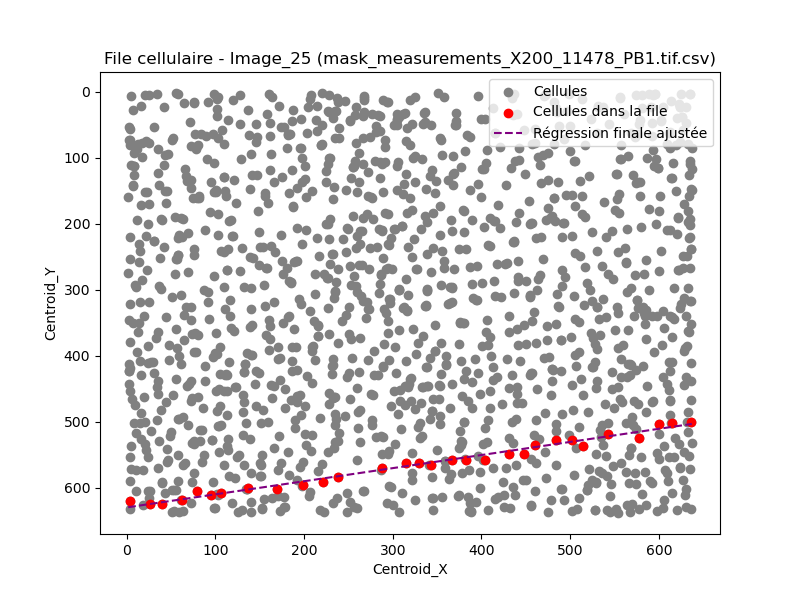 File cellulaire - Image_25 (mask_measurements_X200_11478_PB1.tif.csv)
Cellules
Cellules dans la file
Régression finale ajustée
0
100
200
300
400
500
600
Centroid_Y
0 100 200 300 400 500 600
Centroid_X